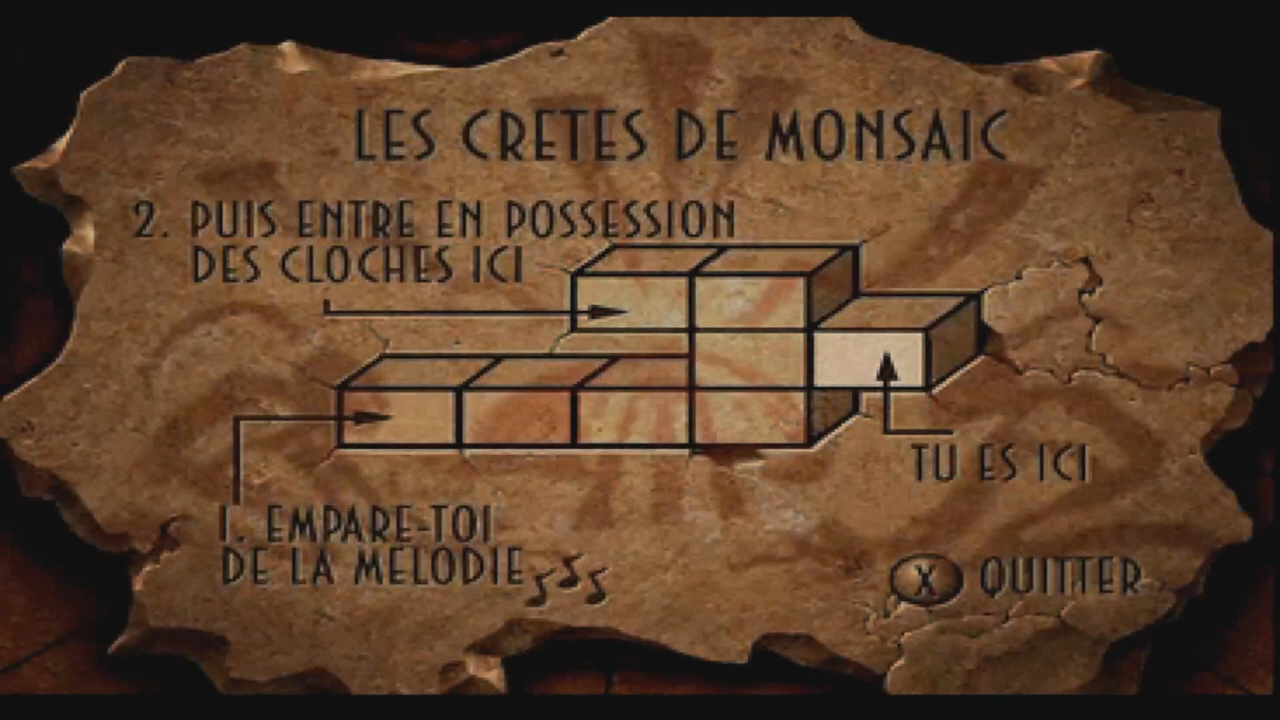 LES CRETES DE MONSAIC
2. PUIS ENTRE EN POSSESSION
DES CLOCHES ICI
TU ES ICI
1. EMPARE-TOI
DE LA MELODIE
X QUITTER